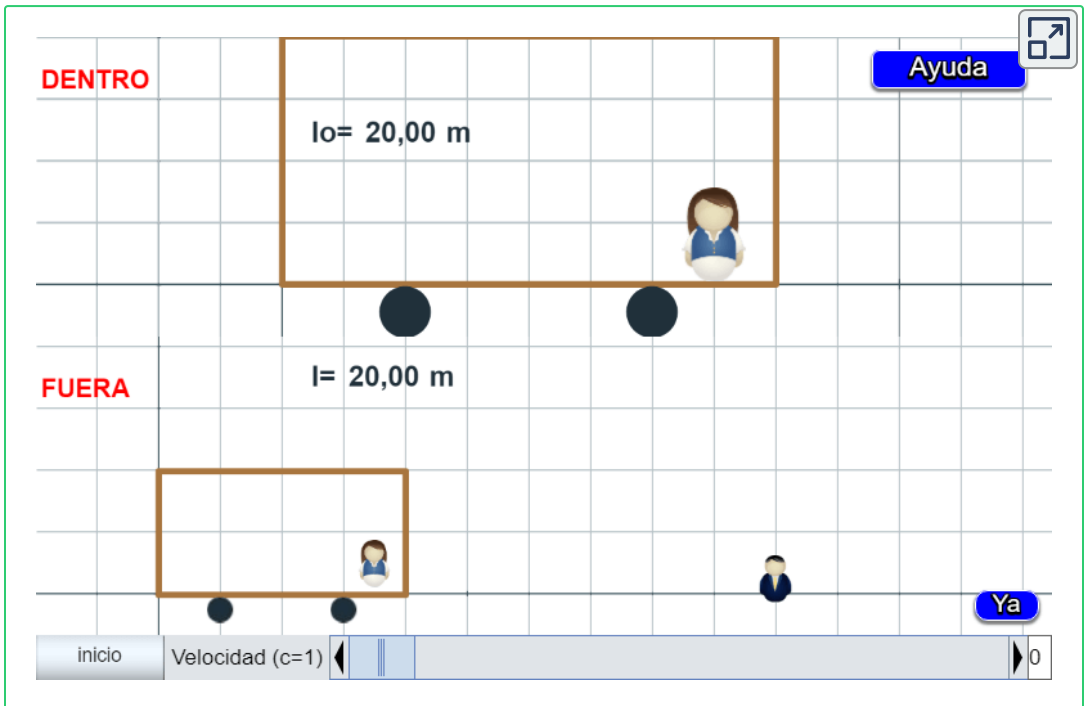 DENTRO
Ayuda
lo= 20,00 m
FUERA
l= 20,00 m
Ya
inicio
Velocidad (c=1)
0